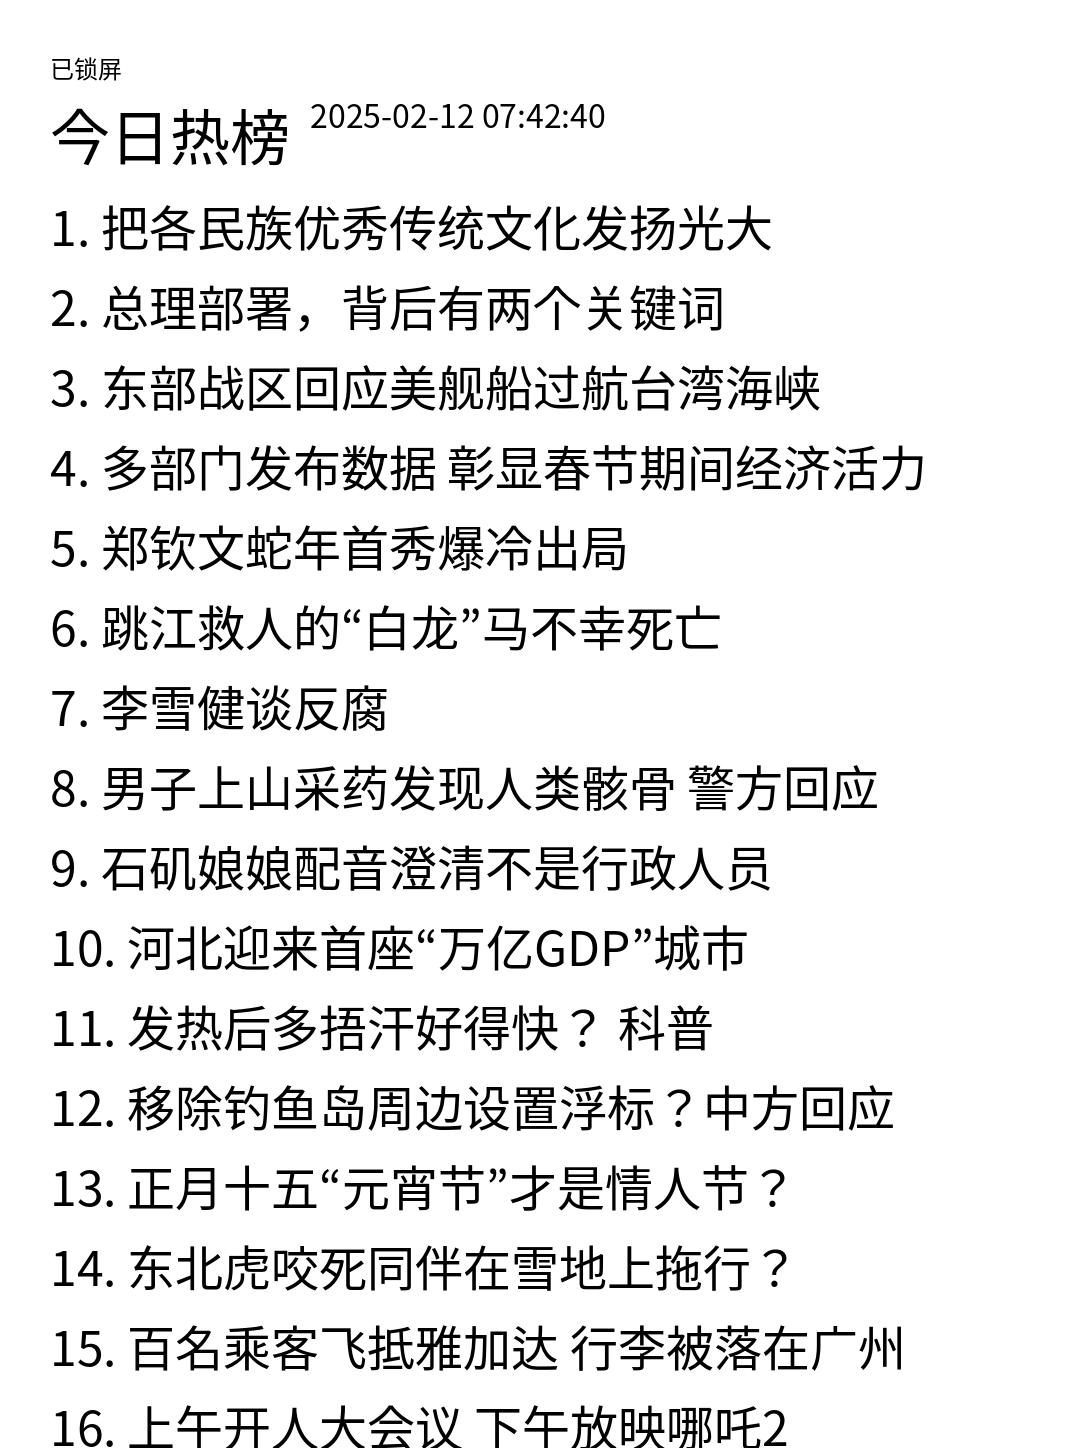 已锁屏
今日热榜 2025-02-12 07:42:40
1. 把各民族优秀传统文化发扬光大
2. 总理部署，背后有两个关键词
3. 东部战区回应美舰船过航台湾海峡
4. 多部门发布数据 彰显春节期间经济活力
5. 郑钦文蛇年首秀爆冷出局
6. 跳江救人的“白龙”马不幸死亡
7. 李雪健谈反腐
8. 男子上山采药发现人类骸骨 警方回应
9. 石矶娘娘配音澄清不是行政人员
10. 河北迎来首座“万亿GDP”城市
11. 发热后多捂汗好得快？ 科普
12. 移除钓鱼岛周边设置浮标？中方回应
13. 正月十五“元宵节”才是情人节？
14. 东北虎咬死同伴在雪地上拖行？
15. 百名乘客飞抵雅加达 行李被落在广州
16. 上午开人大会议 下午放映哪吒2